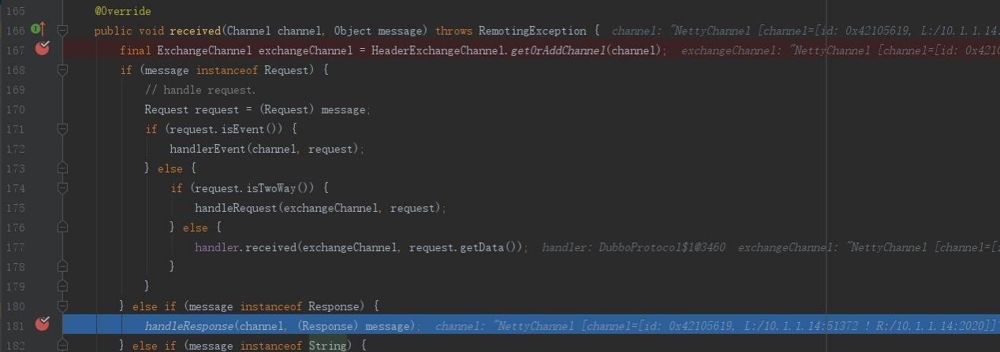 165 @Override
166 public void received(Channel channel, Object message) throws RemotingException { channel: "NettyChannel [channel=[id: 0x42105619, L:/10.1.1.14:
167 final ExchangeChannel exchangeChannel = HeaderExchangeChannel.getOrAddChannel(channel); exchangeChannel: "NettyChannel [channel=[id: 0x4210
168 if (message instanceof Request) {
169 // handle request.
170 Request request = (Request) message;
171 if (request.isEvent()) {
172 handlerEvent(channel, request);
173 } else {
174 if (request.isTwoWay()) {
175 handleRequest(exchangeChannel, request);
176 } else {
177 handler.received(exchangeChannel, request.getData()); handler: DubboProtocol$1@3460 exchangeChannel: "NettyChannel [channel=[i
178 }
179 }
180 } else if (message instanceof Response) {
181 handleResponse(channel, (Response) message); channel: "NettyChannel [channel=[id: 0x42105619, L:/10.1.1.14:51372 ! R:/10.1.1.14:2020]]"
182 } else if (message instanceof String) {